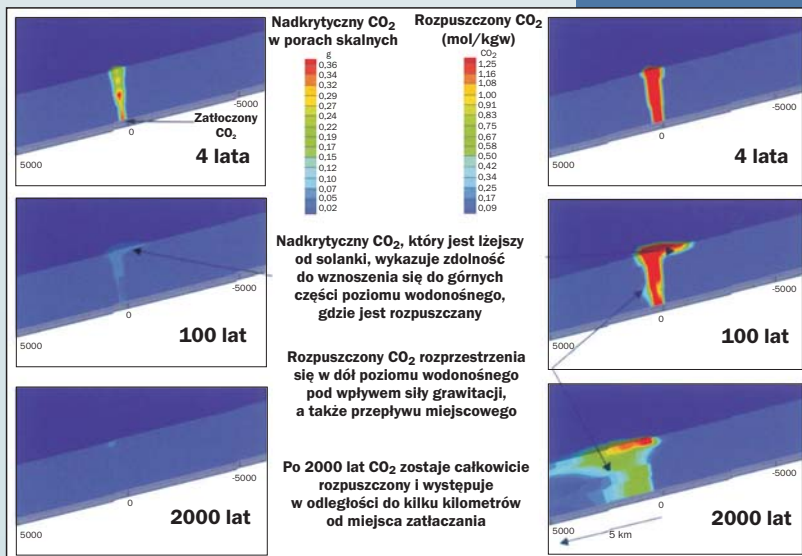 Nadkrytyczny CO₂
w porach skalnych
g
0,36
0,34
0,32
0,29
0,27
0,24
0,22
0,19
0,17
0,15
0,12
0,10
0,07
0,05
0,02
Rozpuszczony CO₂
(mol/kgw)
CO₂
1,25
1,16
1,08
1,00
0,91
0,83
0,75
0,67
0,58
0,50
0,42
0,34
0,25
0,17
0,09
-5000
Zatłoczony
CO₂
0
5000
4 lata
-5000
0
5000
4 lata
-5000
0
5000
100 lat
Nadkrytyczny CO₂, który jest lżejszy
od solanki, wykazuje zdolność
do wznoszenia się do górnych
części poziomu wodonośnego,
gdzie jest rozpuszczany
-5000
0
5000
100 lat
Rozpuszczony CO₂ rozprzestrzenia
się w dół poziomu wodonośnego
pod wpływem siły grawitacji,
a także przepływu miejscowego
-5000
0
5000
2000 lat
Po 2000 lat CO₂ zostaje całkowicie
rozpuszczony i występuje
w odległości do kilku kilometrów
od miejsca zatłaczania
-5000
0
5000
5 km
2000 lat